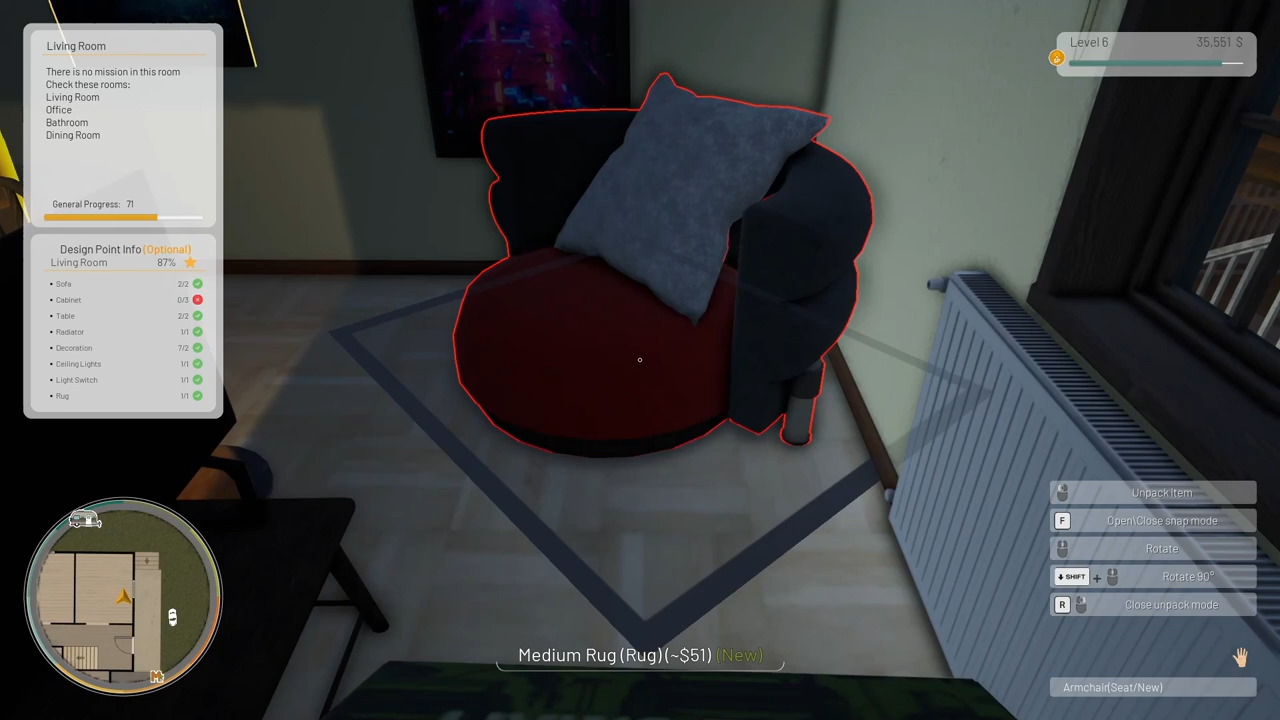 Living Room
There is no mission in this room
Check these rooms:
Living Room
Office
Bathroom
Dining Room
General Progress: 71
Design Point Info (Optional)
Living Room 87%
• Sofa 2/2
• Cabinet 0/3
• Table 2/2
• Radiator 1/1
• Decoration 7/2
• Ceiling Lights 1/1
• Light Switch 1/1
• Rug 1/1
Level 6 35,551 $
Unpack Item
F Open\Close snap mode
Rotate
SHIFT + Rotate 90°
R Close unpack mode
Medium Rug (Rug) (~$51) (New)
Armchair(Seat/New)